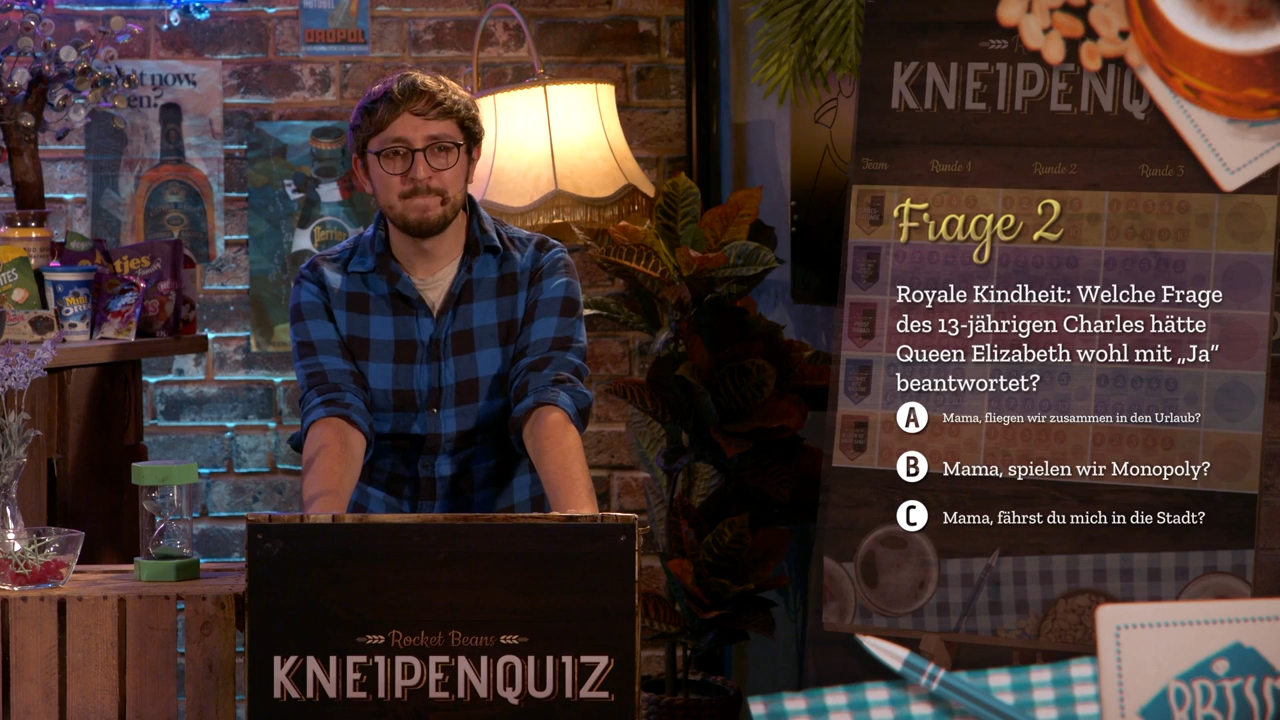 DROPOL
Perrier
Rocket Beans
KNEIPENQUIZ
KNEIPENQ
Team
Runde 1
Runde 2
Runde 3
Frage 2
Royale Kindheit: Welche Frage
des 13-jährigen Charles hätte
Queen Elizabeth wohl mit „Ja“
beantwortet?
A Mama, fliegen wir zusammen in den Urlaub?
B Mama, spielen wir Monopoly?
C Mama, fährst du mich in die Stadt?